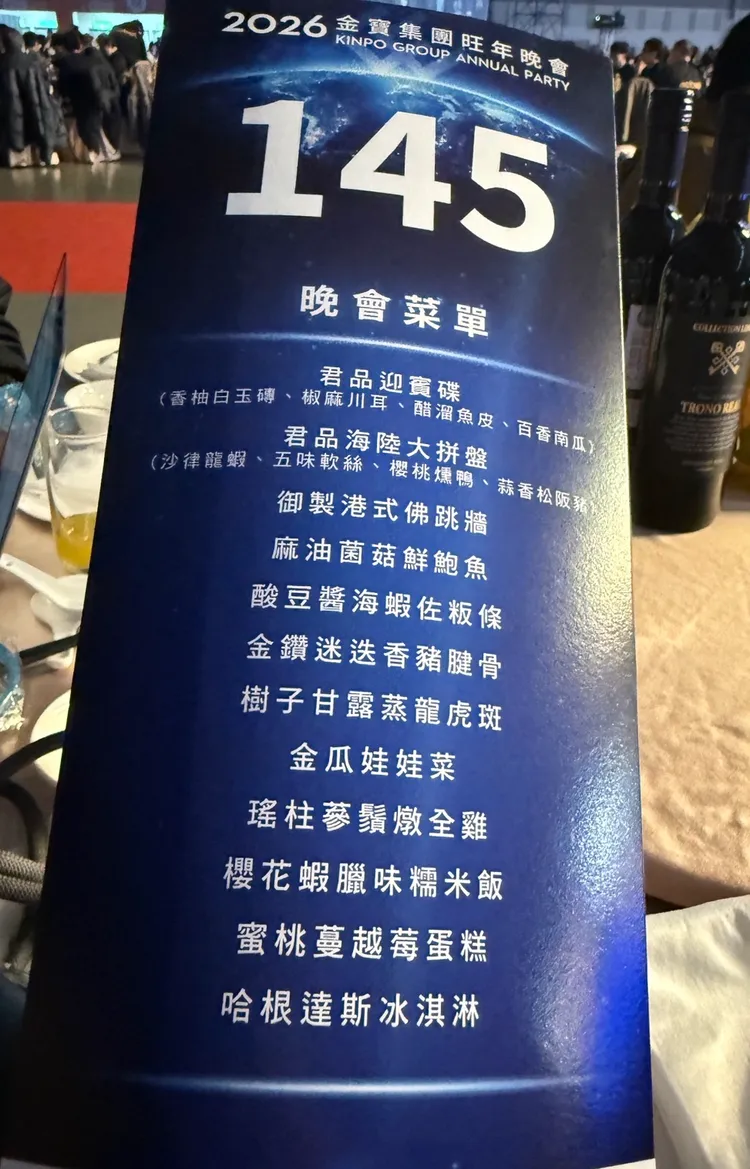 2026 金寶集團旺年晚會
KINPO GROUP ANNUAL PARTY
145
晚會菜單
君品迎賓碟
(香柚白玉磚、椒麻川耳、醋溜魚皮、百香南瓜)
君品海陸大拼盤
(沙律龍蝦、五味軟絲、櫻桃燻鴨、蒜香松阪豬)
御製港式佛跳牆
麻油菌菇鮮鮑魚
酸豆醬海蝦佐粄條
金鑽迷迭香豬腱骨
樹子甘露蒸龍虎斑
金瓜娃娃菜
瑤柱蔘鬚燉全雞
櫻花蝦臘味糯米飯
蜜桃蔓越莓蛋糕
哈根達斯冰淇淋
TRONO